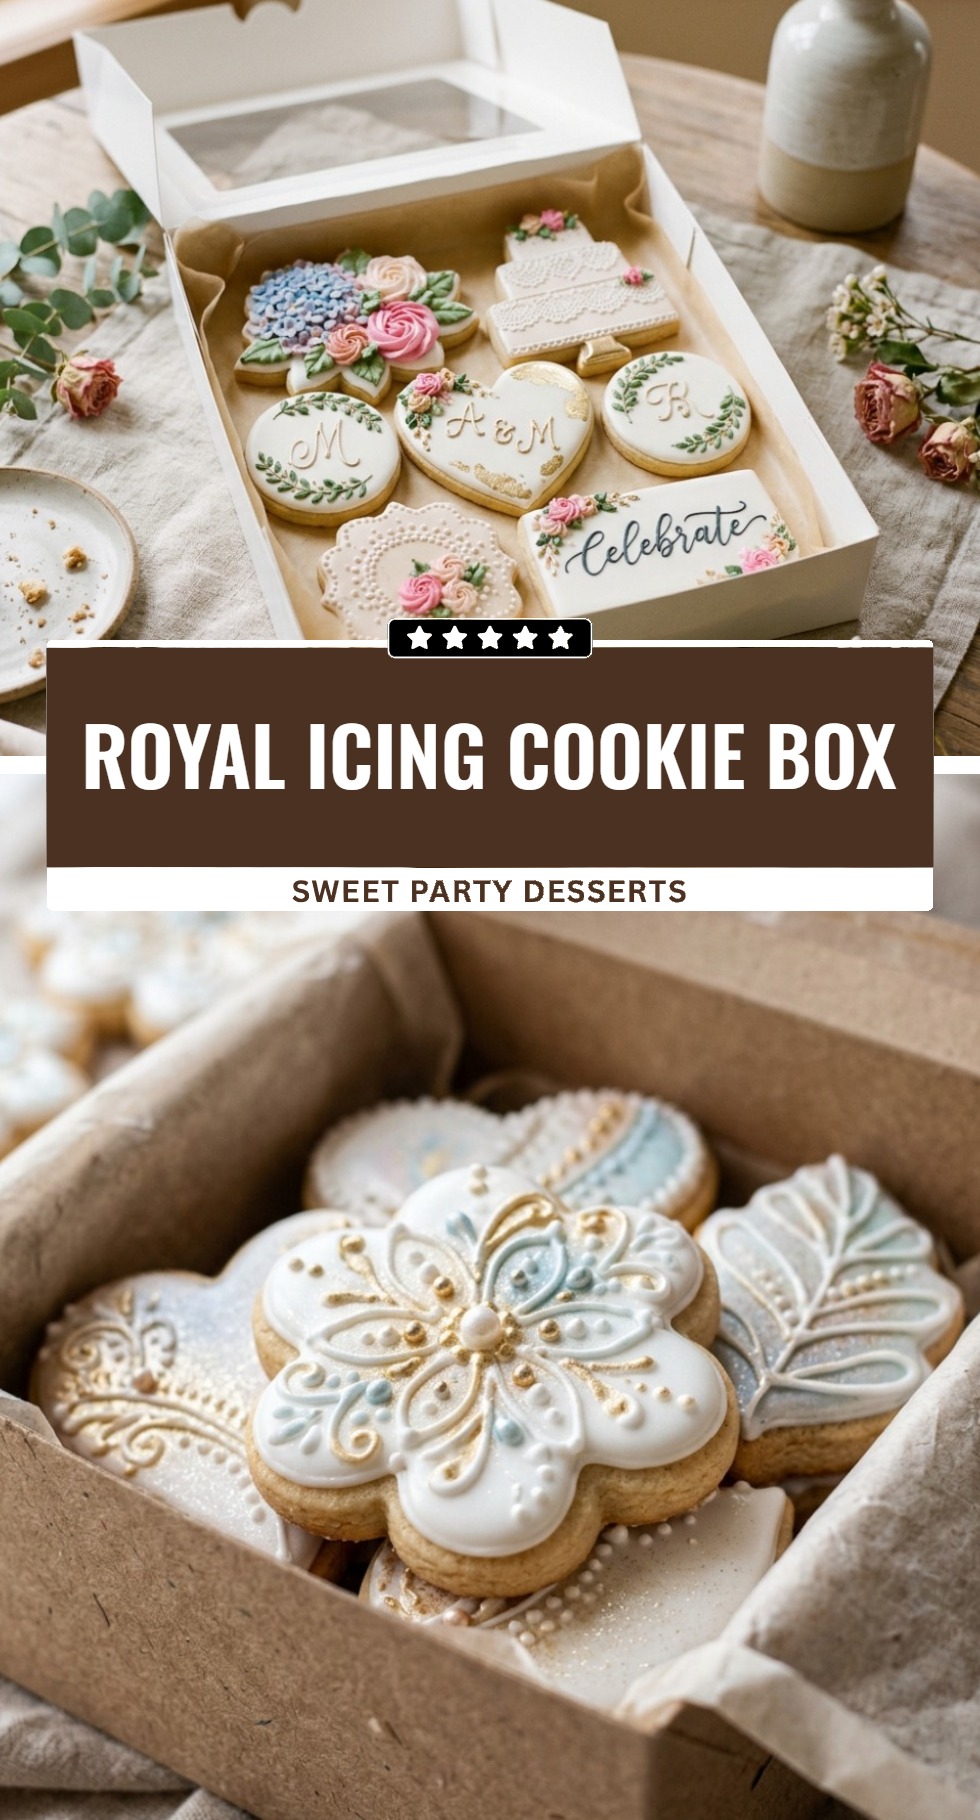 M
A & M
R
Celebrate
ROYAL ICING COOKIE BOX
SWEET PARTY DESSERTS